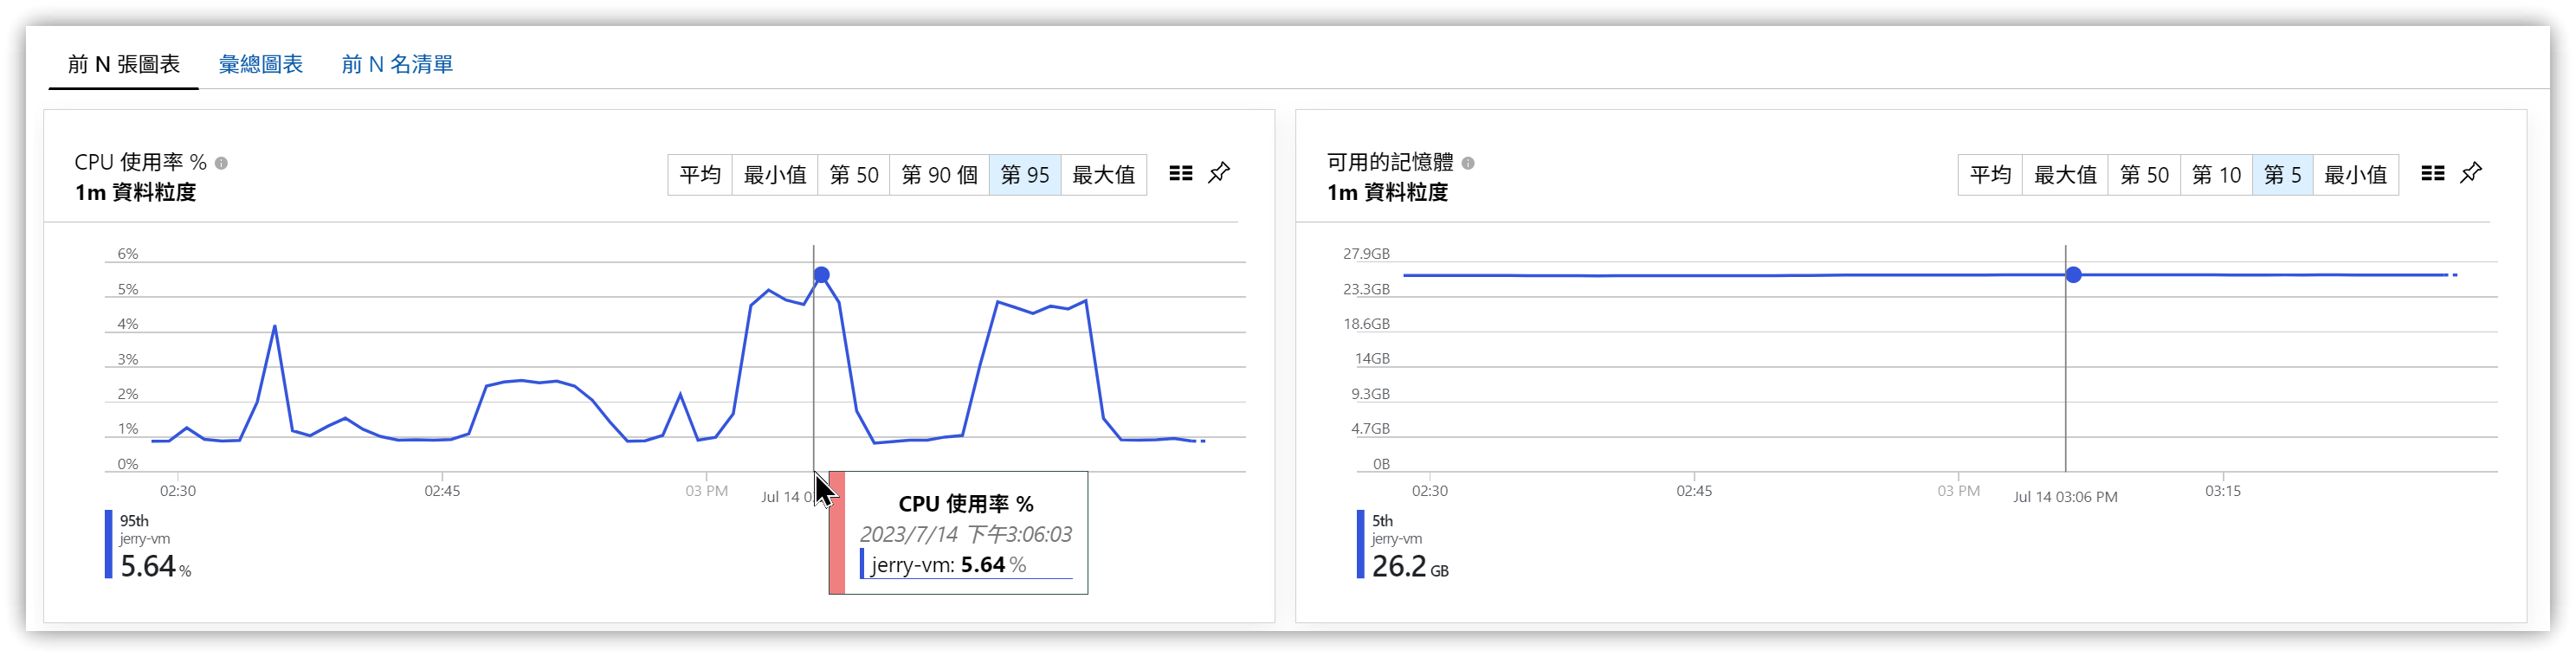 前 N 張圖表 彙總圖表 前 N 名清單
CPU 使用率 %
1m 資料粒度
平均 最小值 第 50 第 90 個 第 95 最大值
6%
5%
4%
3%
2%
1%
0%
02:30 02:45 03 PM Jul 14 0
95th
jerry-vm
5.64 %
CPU 使用率 %
2023/7/14 下午3:06:03
jerry-vm: 5.64 %
可用的記憶體
1m 資料粒度
平均 最大值 第 50 第 10 第 5 最小值
27.9GB
23.3GB
18.6GB
14GB
9.3GB
4.7GB
0B
02:30 02:45 03 PM Jul 14 03:06 PM 03:15
5th
jerry-vm
26.2 GB